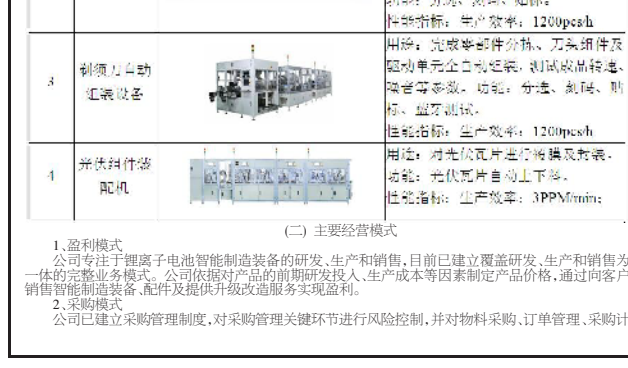 性能指标：生产效率：1200pcs/h
3
剃须刀自动
组装设备
用途：完成零部件分拣、刀头组件及
驱动单元全自动组装，测试成品转速、
噪音等参数。功能：分选、刻码、贴
标、蓝牙测试。
性能指标：生产效率：1200pcs/h
4
光伏组件装
配机
用途：对光伏瓦片进行 膜及封装。
功能：光伏瓦片自动上下料。
性能指标：生产效率：3PPM/min;
(二) 主要经营模式
1、盈利模式
公司专注于锂离子电池智能制造装备的研发、生产和销售,目前已建立覆盖研发、生产和销售为
一体的完整业务模式。公司依据对产品的前期研发投入、生产成本等因素制定产品价格,通过向客户
销售智能制造装备、配件及提供升级改造服务实现盈利。
2、采购模式
公司已建立采购管理制度,对采购管理关键环节进行风险控制,并对物料采购、订单管理、采购计